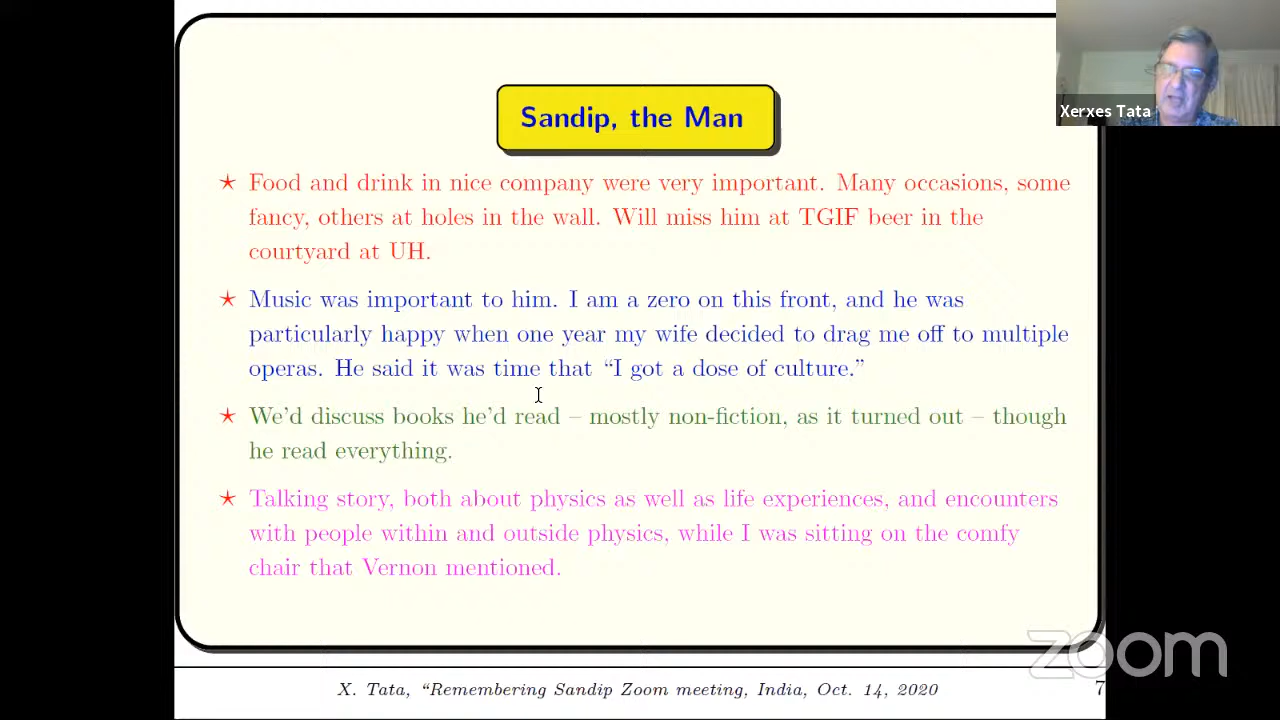 Sandip, the Man
Xerxes Tata
★ Food and drink in nice company were very important. Many occasions, some
fancy, others at holes in the wall. Will miss him at TGIF beer in the
courtyard at UH.
★ Music was important to him. I am a zero on this front, and he was
particularly happy when one year my wife decided to drag me off to multiple
operas. He said it was time that “I got a dose of culture.”
★ We’d discuss books he’d read – mostly non-fiction, as it turned out – though
he read everything.
★ Talking story, both about physics as well as life experiences, and encounters
with people within and outside physics, while I was sitting on the comfy
chair that Vernon mentioned.
zoom
X. Tata, “Remembering Sandip Zoom meeting, India, Oct. 14, 2020
7